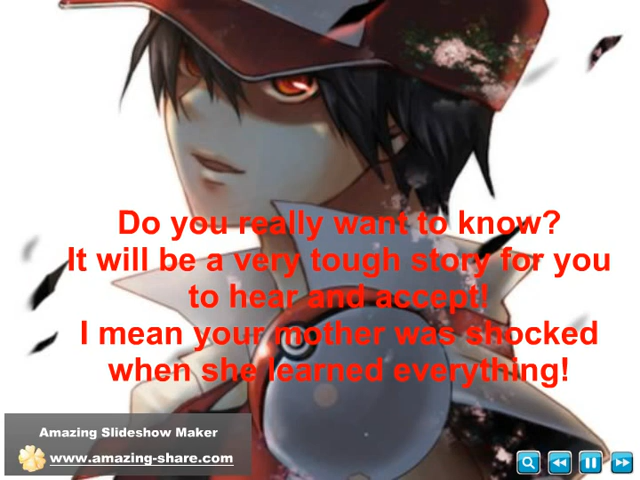 Do you really want to know?
It will be a very tough story for you
to hear and accept!
I mean your mother was shocked
when she learned everything!
Amazing Slideshow Maker
www.amazing-share.com